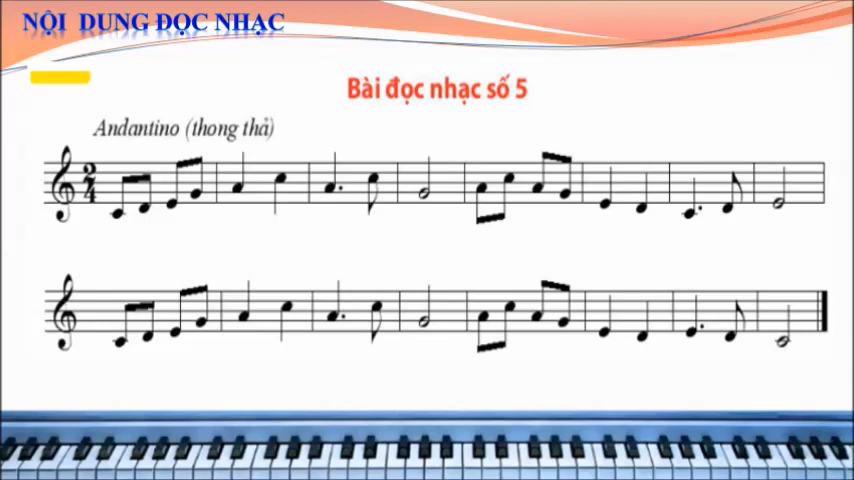 NỘI DUNG ĐỌC NHẠC
Bài đọc nhạc số 5
Andantino (thong thả)
2
4